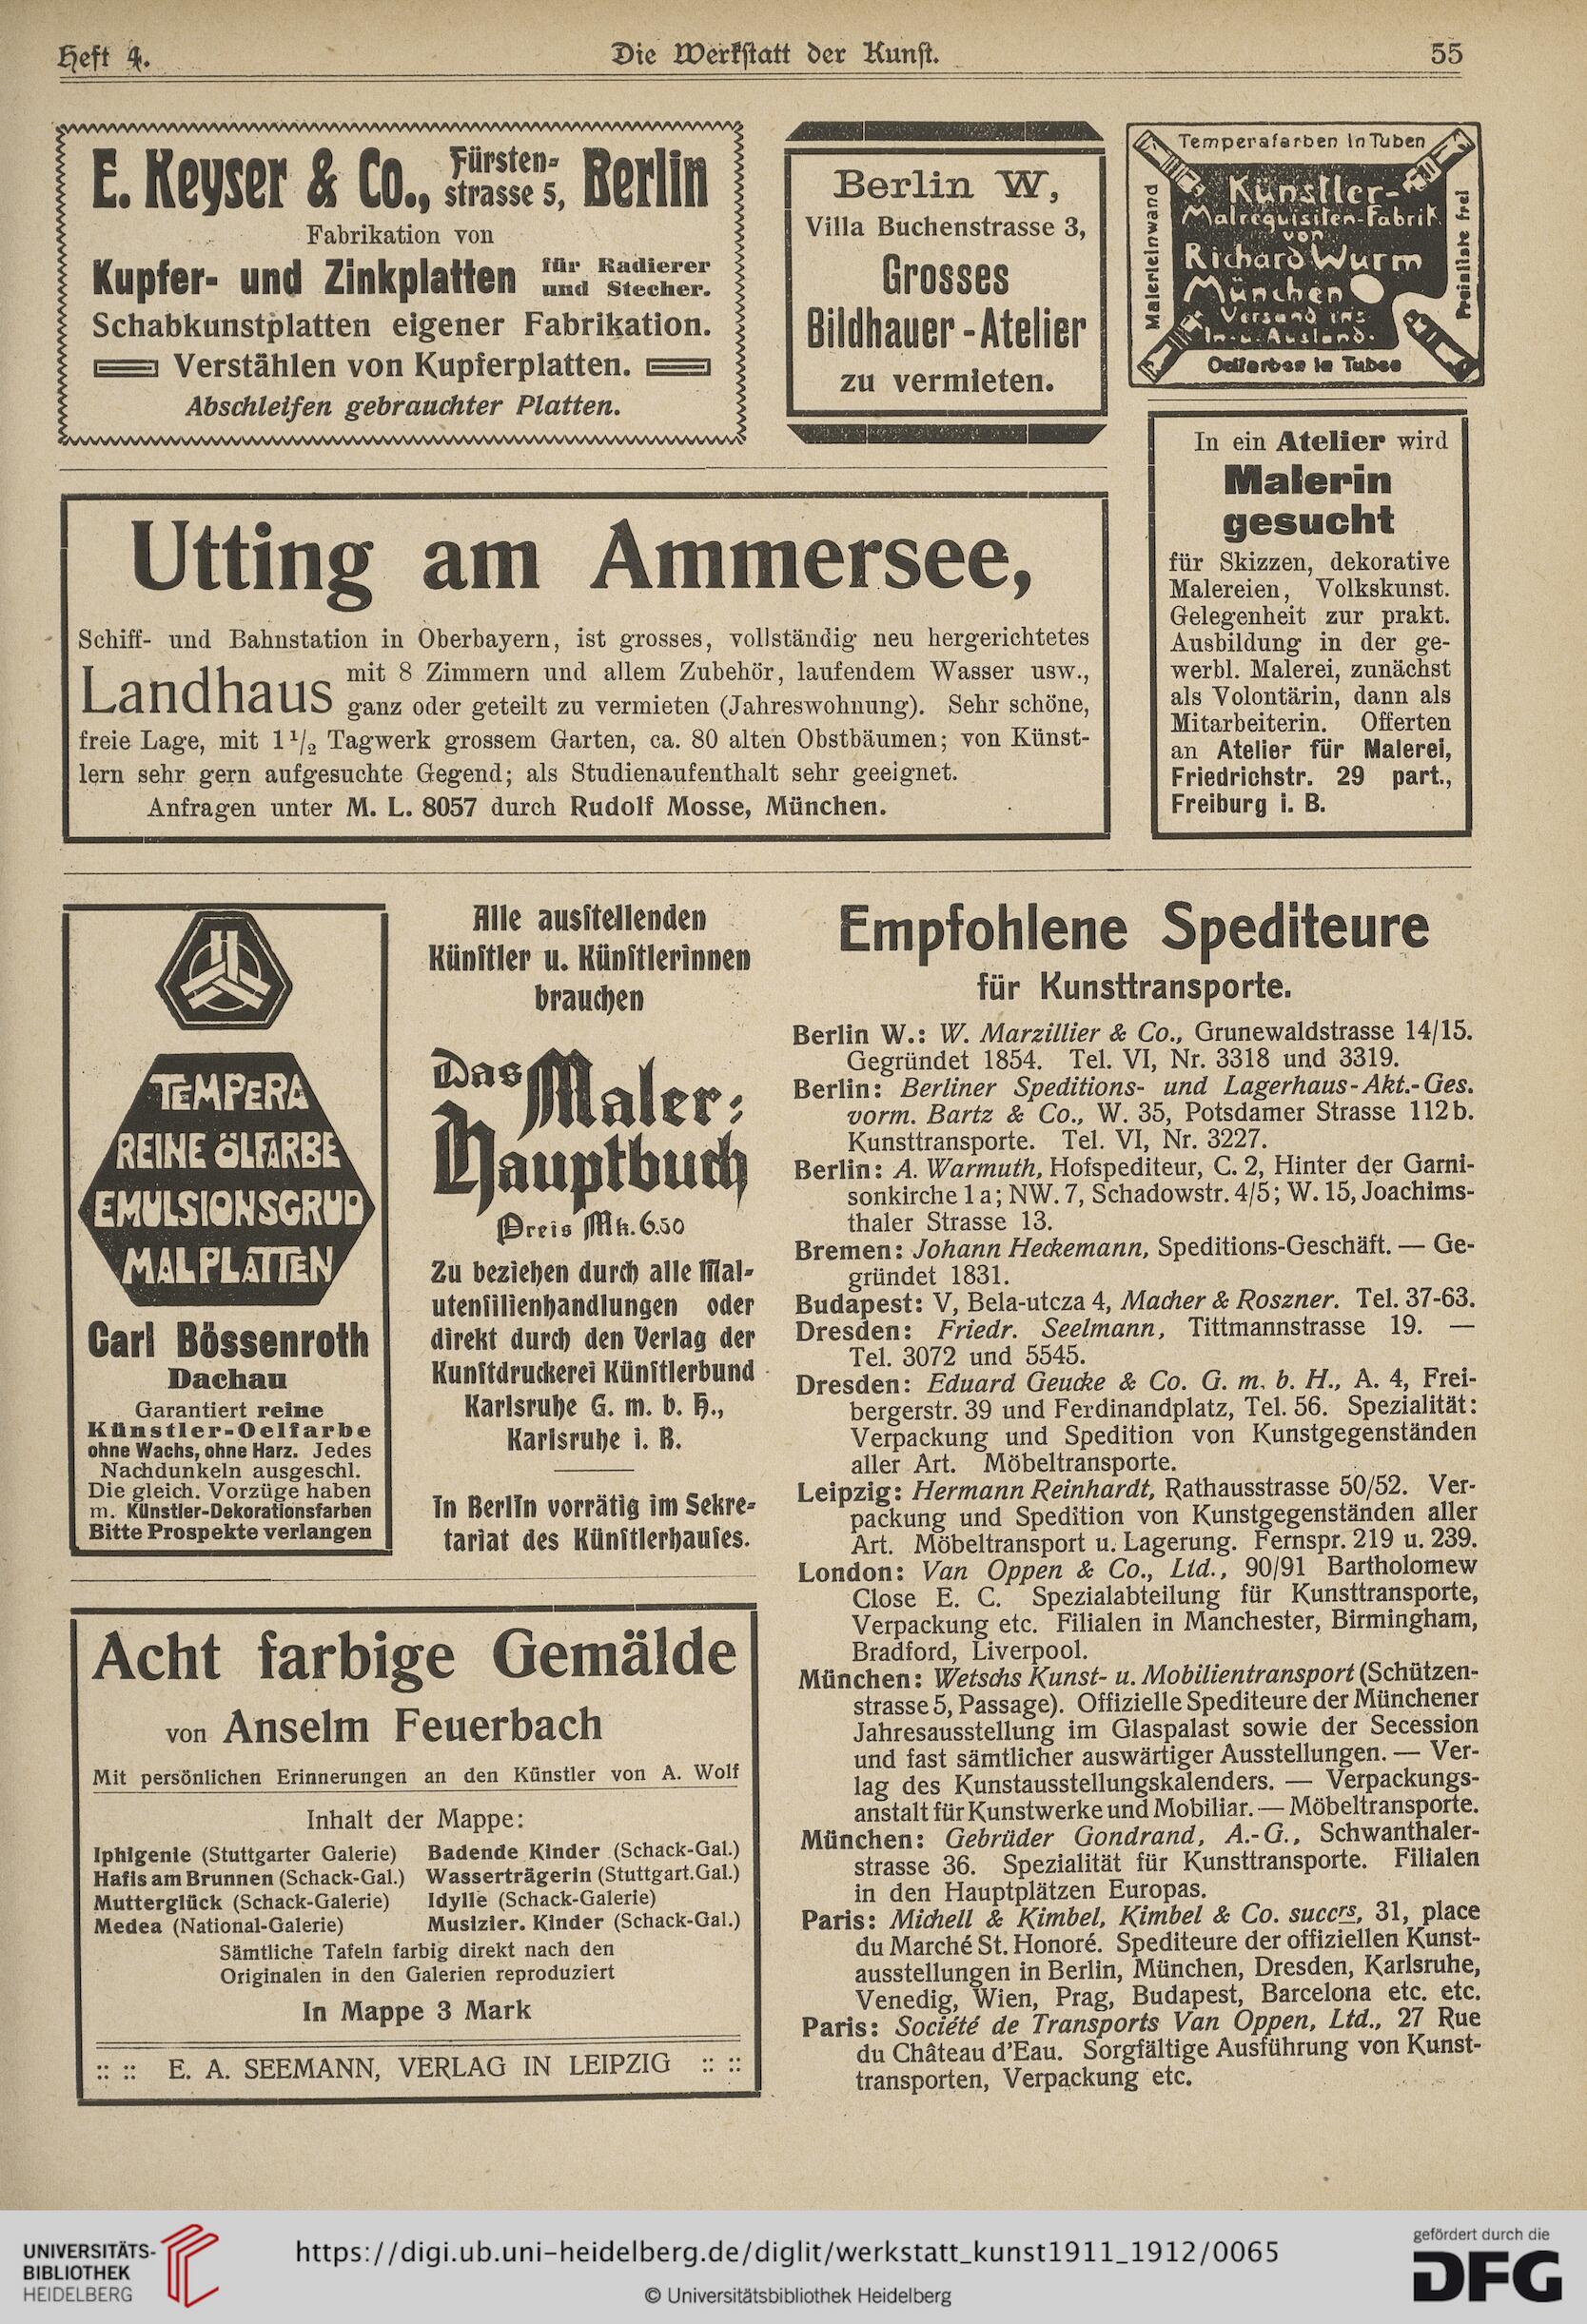 Heft 4.
Die Werkstatt der Kunst.
55
E. Keyser & Co., Fürsten-
strasse 5, Berlin
Fabrikation von
Kupfer- und Zinkplatten für Radierer
und Stecher.
Schabkunstplatten eigener Fabrikation.
Verstählen von Kupferplatten.
Abschleifen gebrauchter Platten.
Berlin W,
Villa Buchenstrasse 3,
Grosses
Bildhauer-Atelier
zu vermieten.
Temperafarben in Tuben
Malerleinwand
Künstler-
Malrequisiten-Fabrik
von
Richard Wurm
München
Versand ins
In- u. Ausland.
Preisliste frei
Oelfarben in Tuben
In ein Atelier wird
Malerin
gesucht
für Skizzen, dekorative
Malereien, Volkskunst.
Gelegenheit zur prakt.
Ausbildung in der ge-
werbl. Malerei, zunächst
als Volontärin, dann als
Mitarbeiterin. Offerten
an Atelier für Malerei,
Friedrichstr. 29 part.,
Freiburg i. B.
Utting am Ammersee,
Schiff- und Bahnstation in Oberbayern, ist grosses, vollständig neu hergerichtetes
Landhaus mit 8 Zimmern und allem Zubehör, laufendem Wasser usw.,
ganz oder geteilt zu vermieten (Jahreswohnung). Sehr schöne,
freie Lage, mit 1 1/2 Tagwerk grossem Garten, ca. 80 alten Obstbäumen; von Künst-
lern sehr gern aufgesuchte Gegend; als Studienaufenthalt sehr geeignet.
Anfragen unter M. L. 8057 durch Rudolf Mosse, München.
TEMPERA
REINE ÖLFARBE
EMULSIONSGRUD
MALPLATTEN
Carl Bössenroth
Dachau
Garantiert reine
Künstler-Oelfarbe
ohne Wachs, ohne Harz. Jedes
Nachdunkeln ausgeschl.
Die gleich. Vorzüge haben
m. Künstler-Dekorationsfarben
Bitte Prospekte verlangen
Alle ausstellenden
Künstler u. Künstlerinnen
brauchen
Das Maler-
Hauptbuch
Preis Mk. 6.50
Zu beziehen durch alle Mal-
utensilienhandlungen oder
direkt durch den Verlag der
Kunstdruckerei Künstlerbund
Karlsruhe G. m. b. H.,
Karlsruhe i. B.
In Berlin vorrätig im Sekre-
tariat des Künstlerhauses.
Acht farbige Gemälde
von Anselm Feuerbach
Mit persönlichen Erinnerungen an den Künstler von A. Wolf
Inhalt der Mappe:
Iphigenie (Stuttgarter Galerie) Badende Kinder (Schack-Gal.)
Hafis am Brunnen (Schack-Gal.) Wasserträgerin (Stuttgart. Gal.)
Mutterglück (Schack-Galerie) Idylle (Schack-Galerie)
Medea (National-Galerie) Musizier. Kinder (Schack-Gal.)
Sämtliche Tafeln farbig direkt nach den
Originalen in den Galerien reproduziert
In Mappe 3 Mark
:: :: E. A. SEEMANN, VERLAG IN LEIPZIG :: ::
Empfohlene Spediteure
für Kunsttransporte.
Berlin W.: W. Marzillier & Co., Grunewaldstrasse 14/15.
Gegründet 1854. Tel. VI, Nr. 3318 und 3319.
Berlin: Berliner Speditions- und Lagerhaus-Akt.-Ges.
vorm. Bartz & Co., W. 35, Potsdamer Strasse 112b.
Kunsttransporte. Tel. VI, Nr. 3227.
Berlin: A. Warmuth, Hofspediteur, C. 2, Hinter der Garni-
sonkirche 1a; NW. 7, Schadowstr. 4/5; W. 15, Joachims-
thaler Strasse 13.
Bremen: Johann Heckemann, Speditions-Geschäft. — Ge-
gründet 1831.
Budapest: V, Bela-utcza 4, Macher & Roszner. Tel. 37-63.
Dresden: Friedr. Seelmann, Tittmannstrasse 19. —
Tel. 3072 und 5545.
Dresden: Eduard Geucke & Co. G. m. b. H., A. 4, Frei-
bergerstr. 39 und Ferdinandplatz, Tel. 56. Spezialität:
Verpackung und Spedition von Kunstgegenständen
aller Art. Möbeltransporte.
Leipzig: Hermann Reinhardt, Rathausstrasse 50/52. Ver-
packung und Spedition von Kunstgegenständen aller
Art. Möbeltransport u. Lagerung. Fernspr. 219 u. 239.
London: Van Oppen & Co., Ltd., 90/91 Bartholomew
Close E. C. Spezialabteilung für Kunsttransporte,
Verpackung etc. Filialen in Manchester, Birmingham,
Bradford, Liverpool.
München: Wetschs Kunst- u. Mobilientransport (Schützen-
strasse 5, Passage). Offizielle Spediteure der Münchener
Jahresausstellung im Glaspalast sowie der Secession
und fast sämtlicher auswärtiger Ausstellungen. — Ver-
lag des Kunstausstellungskalenders. — Verpackungs-
anstalt für Kunstwerke und Mobiliar. — Möbeltransporte.
München: Gebrüder Gondrand, A.-G., Schwanthaler-
strasse 36. Spezialität für Kunsttransporte. Filialen
in den Hauptplätzen Europas.
Paris: Michell & Kimbel, Kimbel & Co. succrs, 31, place
du Marché St. Honoré. Spediteure der offiziellen Kunst-
ausstellungen in Berlin, München, Dresden, Karlsruhe,
Venedig, Wien, Prag, Budapest, Barcelona etc. etc.
Paris: Société de Transports Van Oppen, Ltd., 27 Rue
du Château d'Eau. Sorgfältige Ausführung von Kunst-
transporten, Verpackung etc.
UNIVERSITÄTS-
BIBLIOTHEK
HEIDELBERG
https://digi.ub.uni-heidelberg.de/diglit/werkstatt_kunst1911_1912/0065
© Universitätsbibliothek Heidelberg
gefördert durch die
DFG